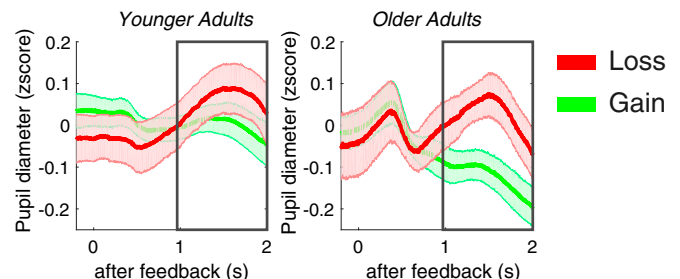 Younger Adults
Older Adults
Pupil diameter (zscore)
0.2
0.1
0
-0.1
-0.2
0
1
2
after feedback (s)
Pupil diameter (zscore)
0.2
0.1
0
-0.1
-0.2
0
1
2
after feedback (s)
Loss
Gain